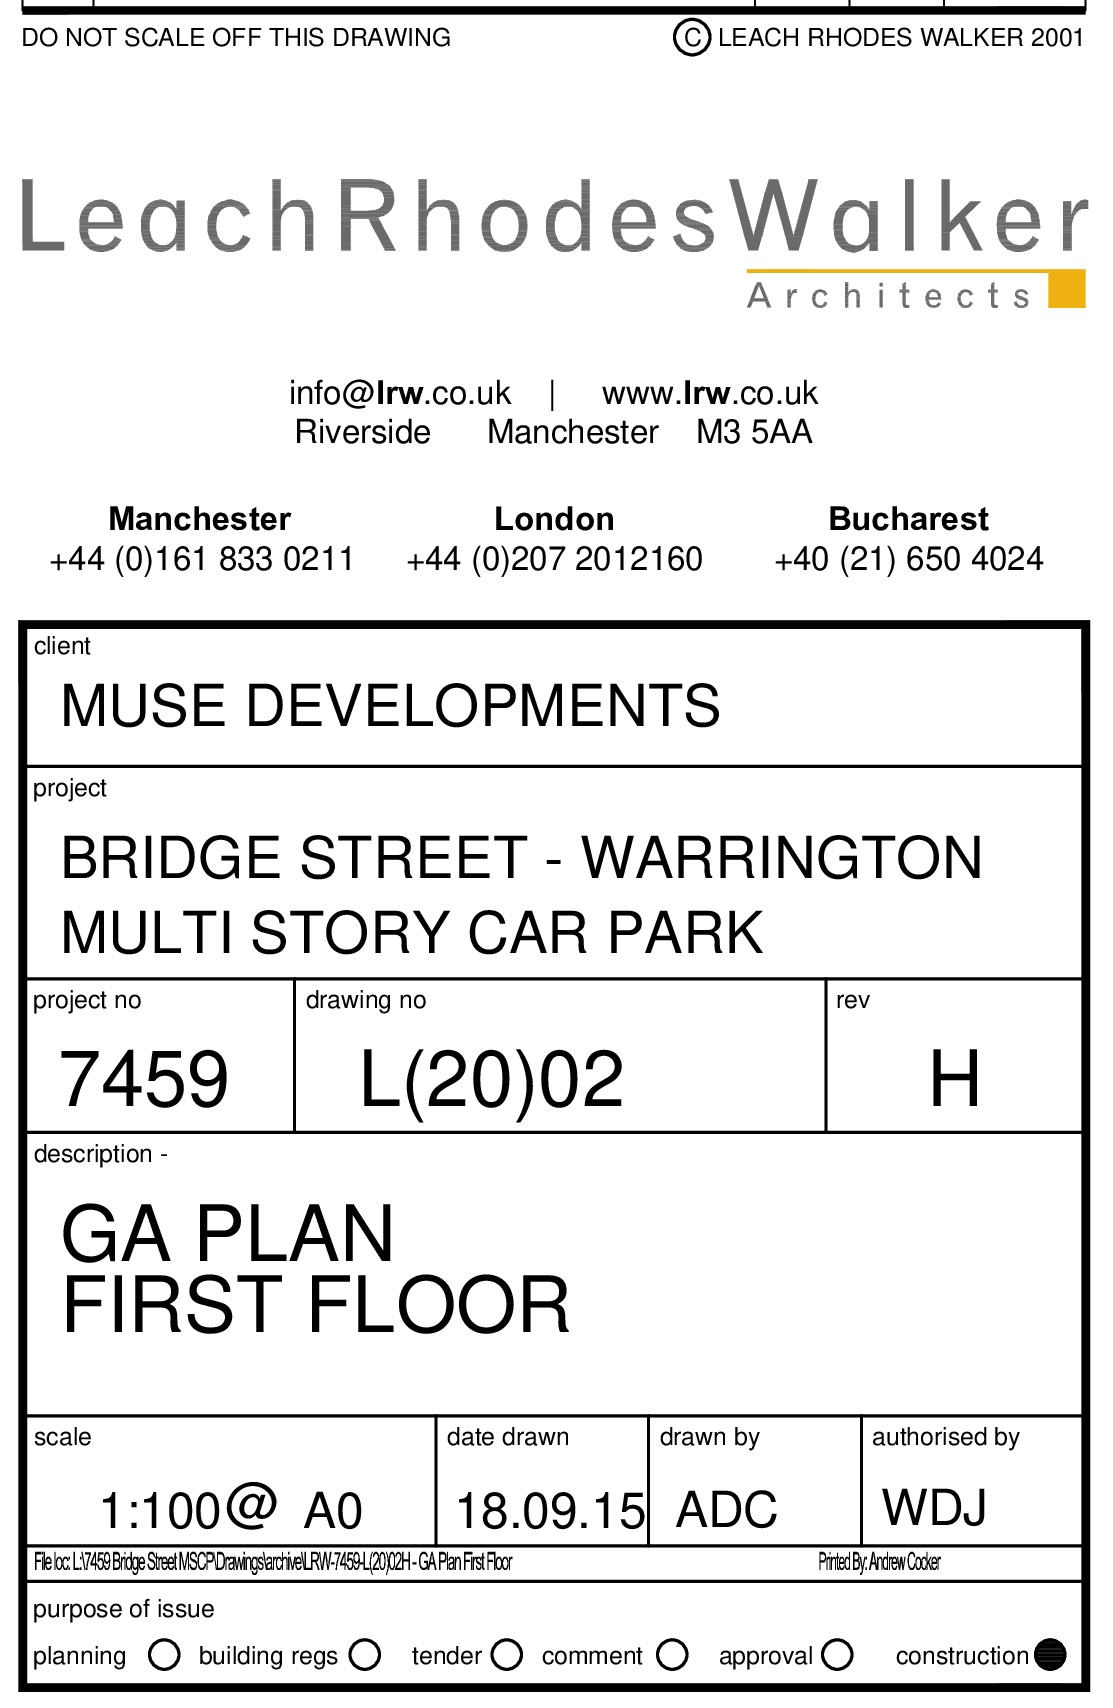 DO NOT SCALE OFF THIS DRAWING © LEACH RHODES WALKER 2001
LeachRhodesWalker
Architects
info@lrw.co.uk | www.lrw.co.uk
Riverside Manchester M3 5AA
Manchester London Bucharest
+44 (0)161 833 0211 +44 (0)207 2012160 +40 (21) 650 4024
client
MUSE DEVELOPMENTS
project
BRIDGE STREET - WARRINGTON
MULTI STORY CAR PARK
project no drawing no rev
7459 L(20)02 H
description -
GA PLAN
FIRST FLOOR
scale date drawn drawn by authorised by
1:100@ A0 18.09.15 ADC WDJ
File loc: L:\7459 Bridge Street MSCP\Drawings\archive\LRW-7459-L(20)02H - GA Plan First Floor Printed By: Andrew Cocker
purpose of issue
planning building regs tender comment approval construction